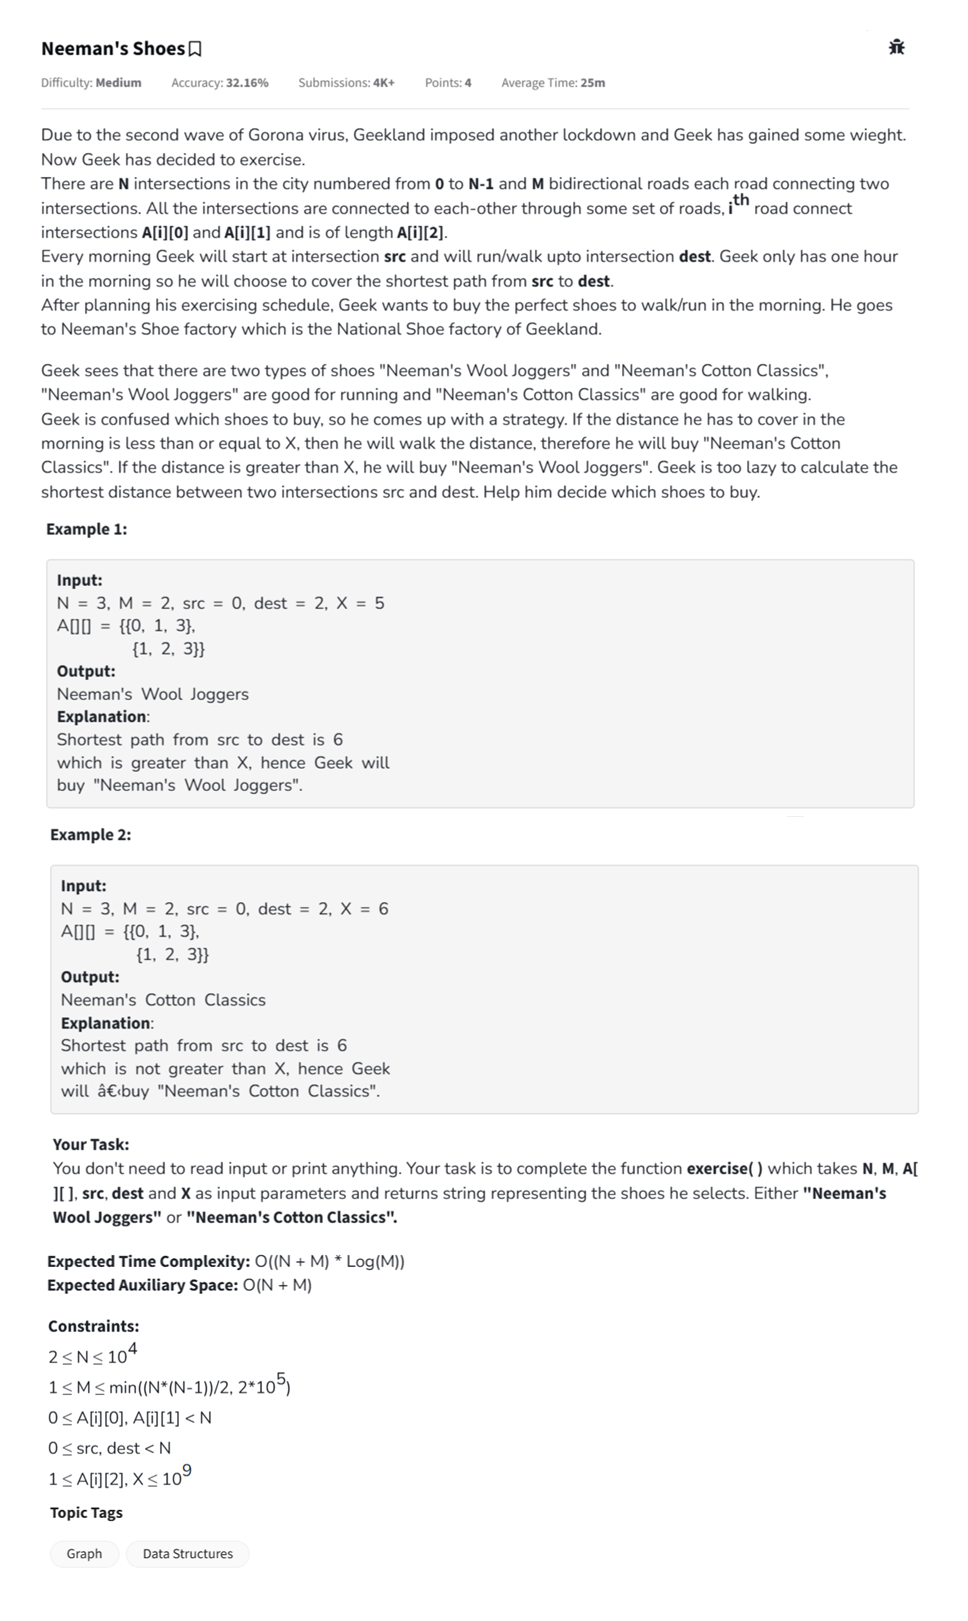 Neeman's Shoes
Difficulty: Medium Accuracy: 32.16% Submissions: 4K+ Points: 4 Average Time: 25m
Due to the second wave of Gorona virus, Geekland imposed another lockdown and Geek has gained some wieght.
Now Geek has decided to exercise.
There are N intersections in the city numbered from 0 to N-1 and M bidirectional roads each road connecting two
intersections. All the intersections are connected to each-other through some set of roads, i^th road connect
intersections A[i][0] and A[i][1] and is of length A[i][2].
Every morning Geek will start at intersection src and will run/walk upto intersection dest. Geek only has one hour
in the morning so he will choose to cover the shortest path from src to dest.
After planning his exercising schedule, Geek wants to buy the perfect shoes to walk/run in the morning. He goes
to Neeman's Shoe factory which is the National Shoe factory of Geekland.
Geek sees that there are two types of shoes "Neeman's Wool Joggers" and "Neeman's Cotton Classics",
"Neeman's Wool Joggers" are good for running and "Neeman's Cotton Classics" are good for walking.
Geek is confused which shoes to buy, so he comes up with a strategy. If the distance he has to cover in the
morning is less than or equal to X, then he will walk the distance, therefore he will buy "Neeman's Cotton
Classics". If the distance is greater than X, he will buy "Neeman's Wool Joggers". Geek is too lazy to calculate the
shortest distance between two intersections src and dest. Help him decide which shoes to buy.
Example 1:
Input:
N = 3, M = 2, src = 0, dest = 2, X = 5
A[][] = {{0, 1, 3},
{1, 2, 3}}
Output:
Neeman's Wool Joggers
Explanation:
Shortest path from src to dest is 6
which is greater than X, hence Geek will
buy "Neeman's Wool Joggers".
Example 2:
Input:
N = 3, M = 2, src = 0, dest = 2, X = 6
A[][] = {{0, 1, 3},
{1, 2, 3}}
Output:
Neeman's Cotton Classics
Explanation:
Shortest path from src to dest is 6
which is not greater than X, hence Geek
will â€‹buy "Neeman's Cotton Classics".
Your Task:
You don't need to read input or print anything. Your task is to complete the function exercise( ) which takes N, M, A[
][ ], src, dest and X as input parameters and returns string representing the shoes he selects. Either "Neeman's
Wool Joggers" or "Neeman's Cotton Classics".
Expected Time Complexity: O((N + M) * Log(M))
Expected Auxiliary Space: O(N + M)
Constraints:
2 ≤ N ≤ 10^4
1 ≤ M ≤ min((N*(N-1))/2, 2*10^5)
0 ≤ A[i][0], A[i][1] < N
0 ≤ src, dest < N
1 ≤ A[i][2], X ≤ 10^9
Topic Tags
Graph Data Structures